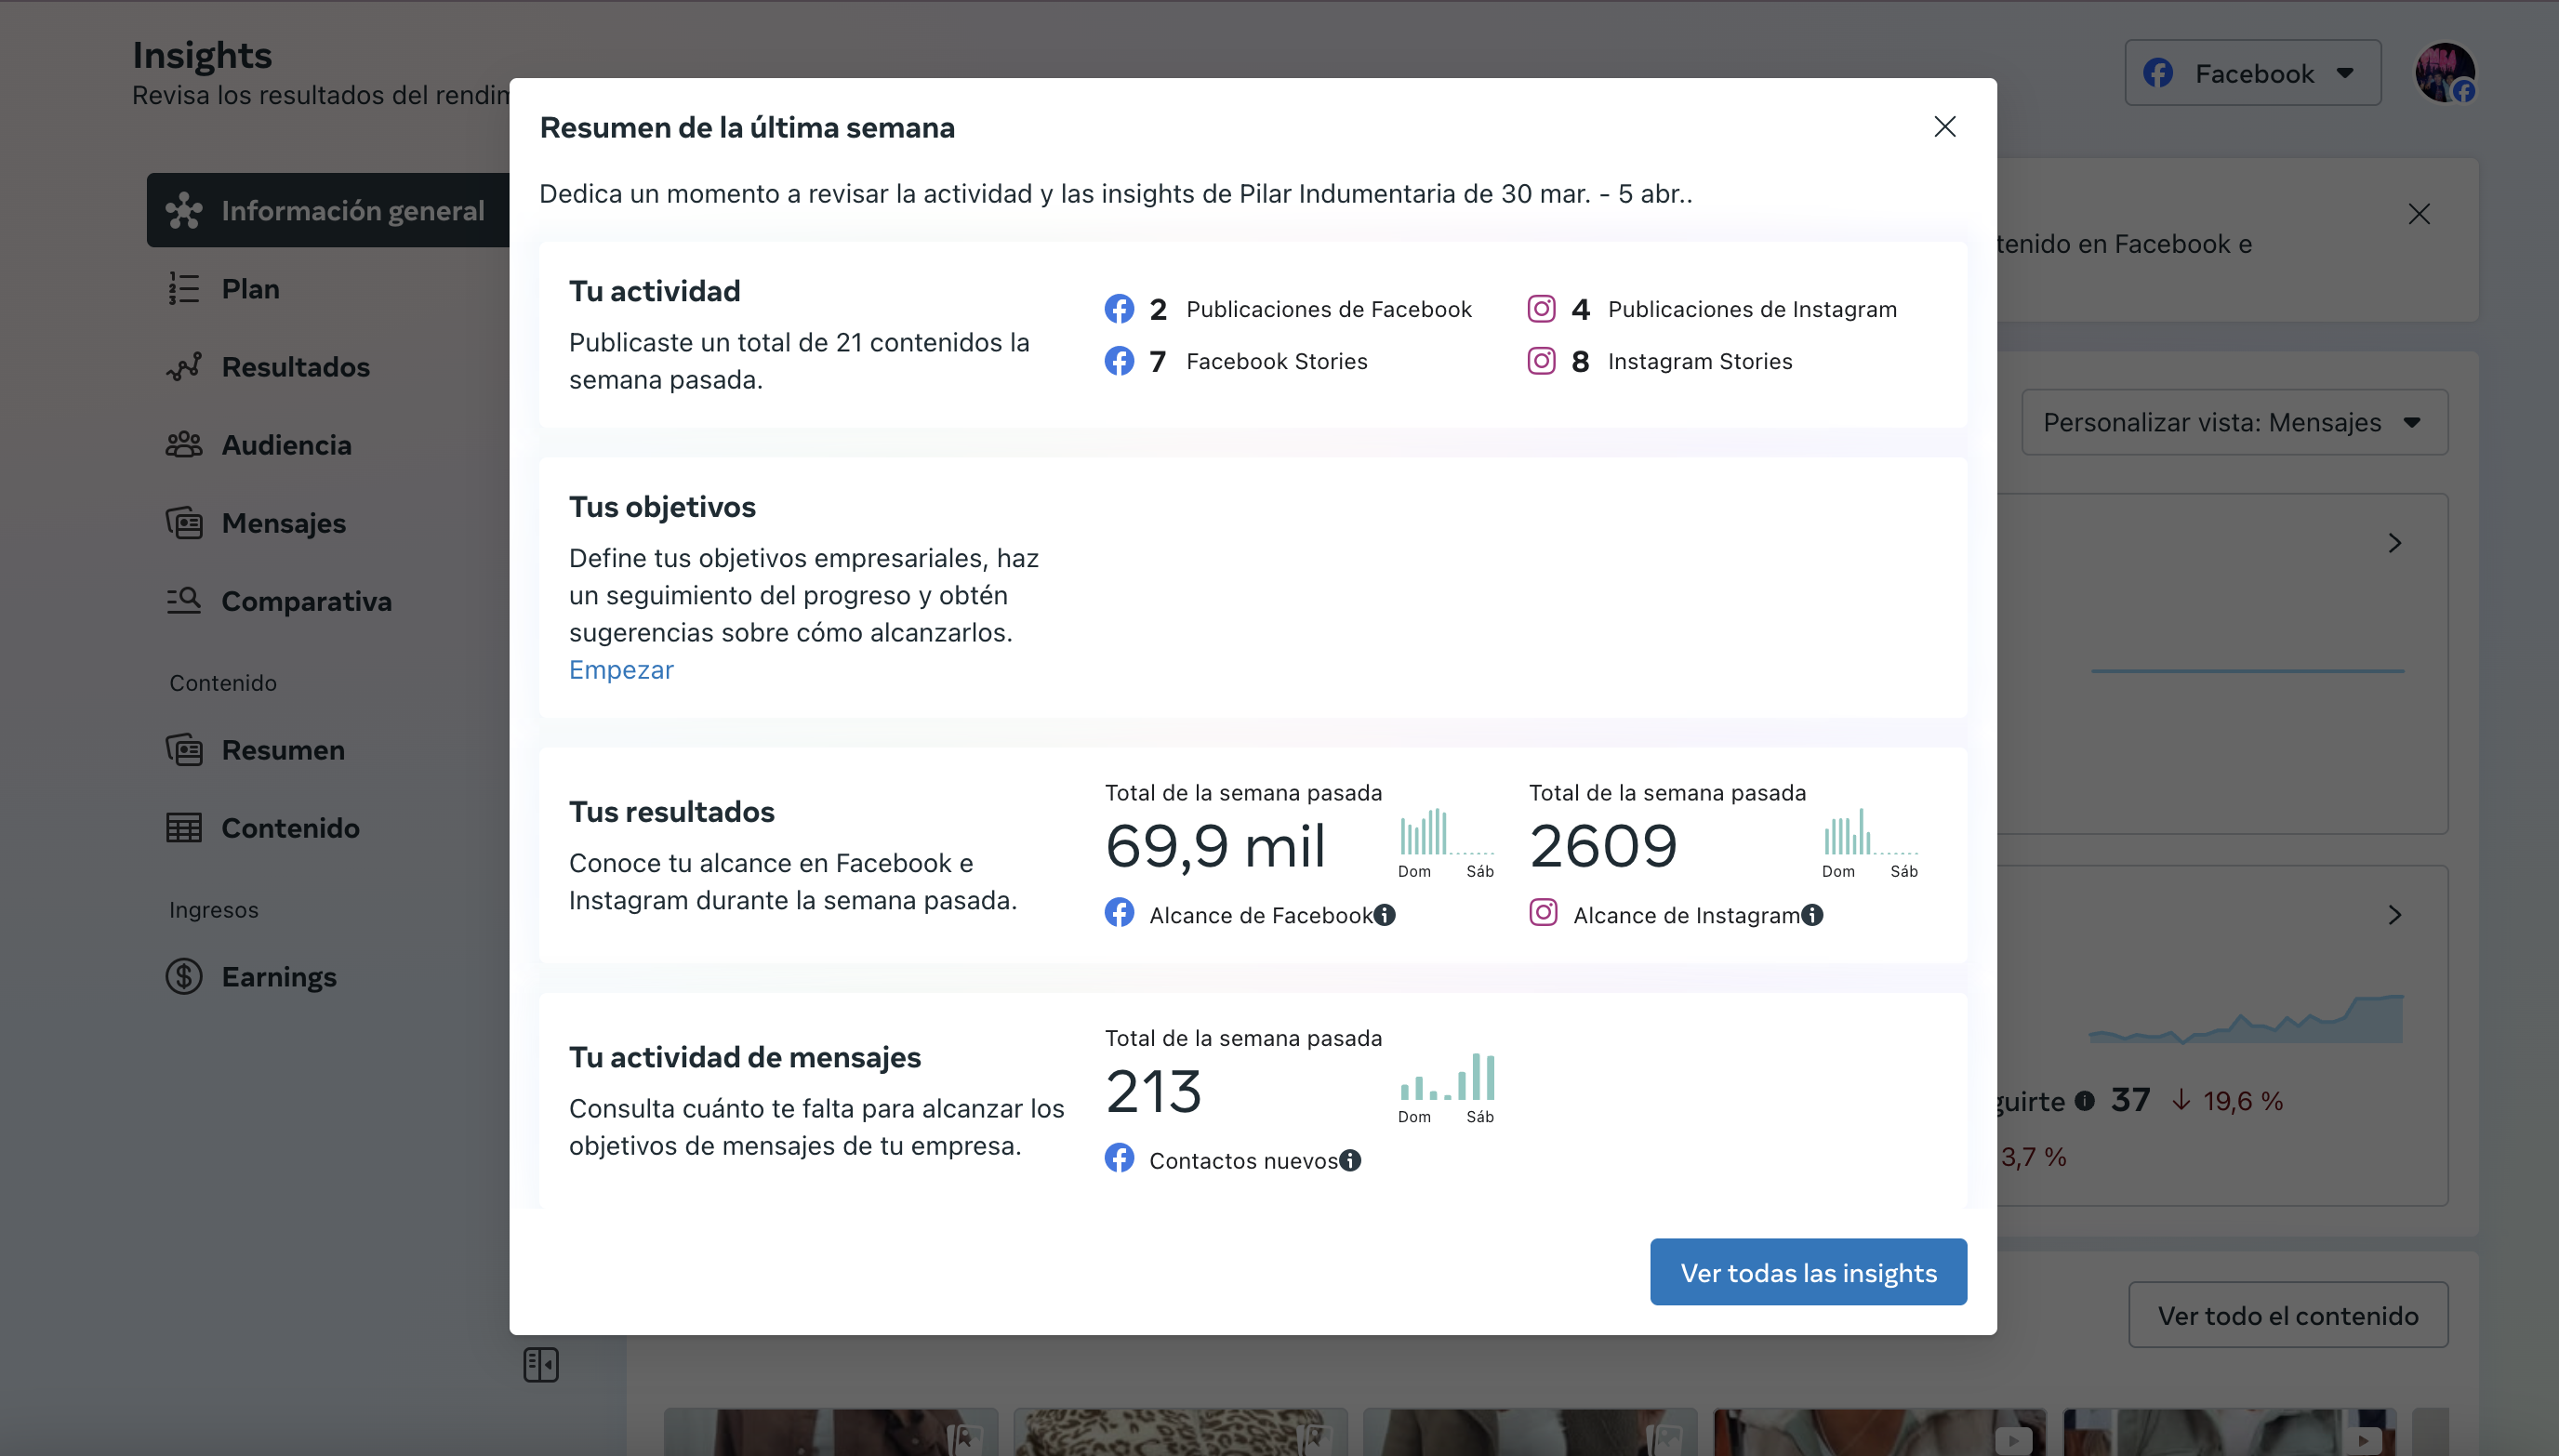 Insights
Revisa los resultados del rendim
Facebook
Información general
Plan
Resultados
Audiencia
Mensajes
Comparativa
Contenido
Resumen
Contenido
Ingresos
Earnings
Resumen de la última semana
Dedica un momento a revisar la actividad y las insights de Pilar Indumentaria de 30 mar. - 5 abr..
Tu actividad
Publicaste un total de 21 contenidos la
semana pasada.
2 Publicaciones de Facebook
4 Publicaciones de Instagram
7 Facebook Stories
8 Instagram Stories
Tus objetivos
Define tus objetivos empresariales, haz
un seguimiento del progreso y obtén
sugerencias sobre cómo alcanzarlos.
Empezar
Tus resultados
Conoce tu alcance en Facebook e
Instagram durante la semana pasada.
Total de la semana pasada
69,9 mil
Dom Sáb
Alcance de Facebook
Total de la semana pasada
2609
Dom Sáb
Alcance de Instagram
Tu actividad de mensajes
Consulta cuánto te falta para alcanzar los
objetivos de mensajes de tu empresa.
Total de la semana pasada
213
Dom Sáb
Contactos nuevos
Ver todas las insights
tenido en Facebook e
Personalizar vista: Mensajes
guirte 37 ↓ 19,6 %
3,7 %
Ver todo el contenido